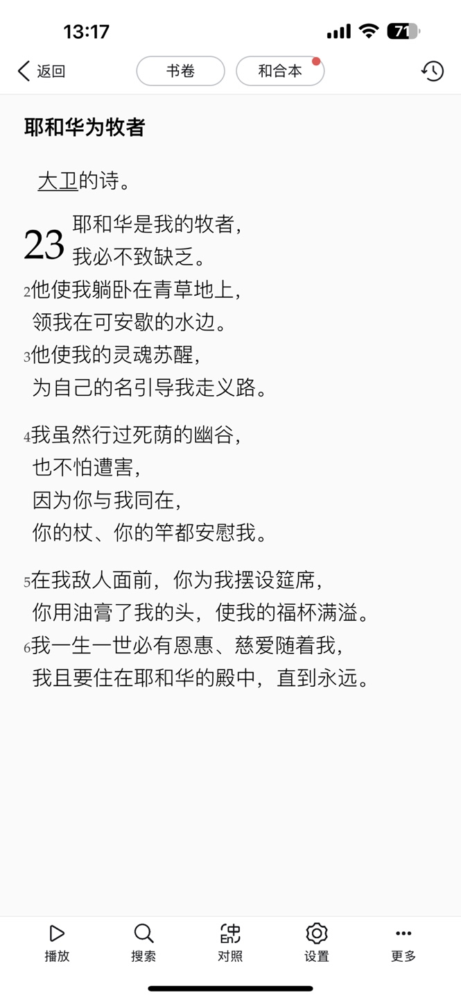 13:17
71
返回
书卷
和合本
耶和华为牧者
大卫的诗。
23
耶和华是我的牧者，
我必不致缺乏。
2他使我躺卧在青草地上，
领我在可安歇的水边。
3他使我的灵魂苏醒，
为自己的名引导我走义路。
4我虽然行过死荫的幽谷，
也不怕遭害，
因为你与我同在，
你的杖、你的竿都安慰我。
5在我敌人面前，你为我摆设筵席，
你用油膏了我的头，使我的福杯满溢。
6我一生一世必有恩惠、慈爱随着我，
我且要住在耶和华的殿中，直到永远。
中
En
播放
搜索
对照
设置
更多